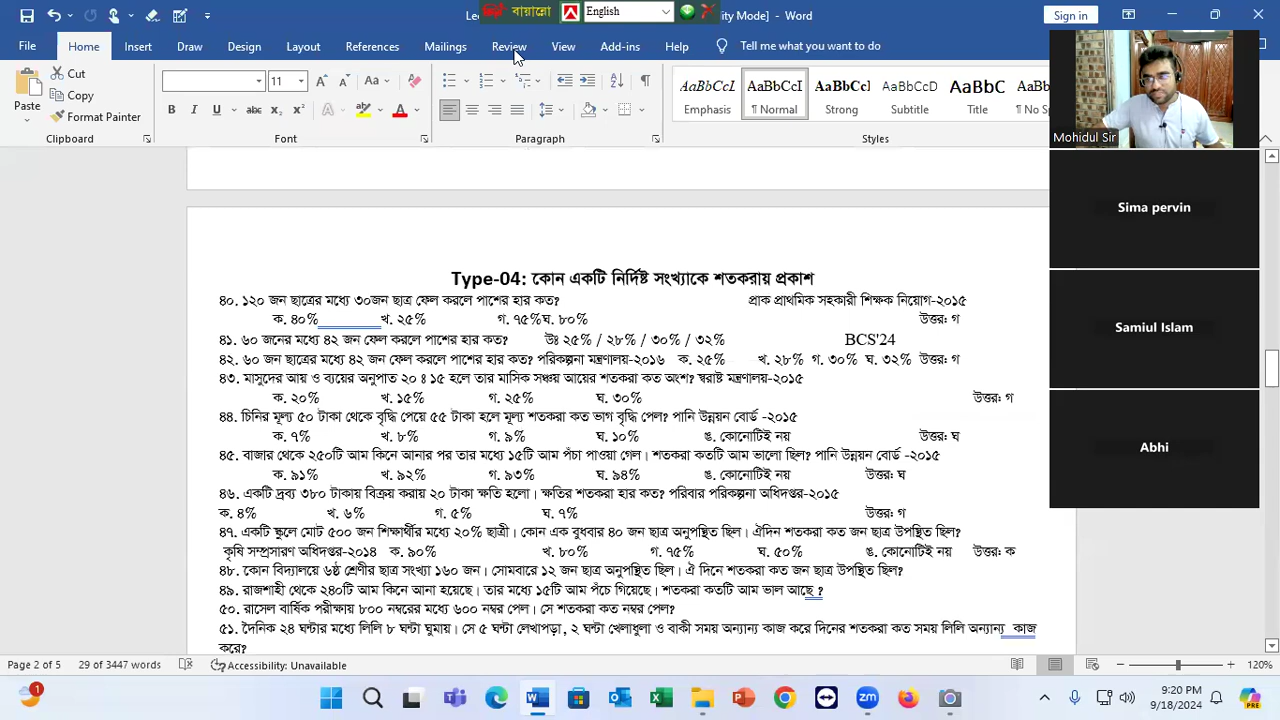 Le
বায়ান্নো
English
ity Mode] - Word
Sign in
File Home Insert Draw Design Layout References Mailings Review View Add-ins Help Tell me what you want to do
Paste Cut
Copy
Format Painter
11
Aa
B I U abc A A
AaBbCcI AaBbCcI AaBbCc AaBbCcD AaBbC AaBbC
Emphasis ¶ Normal Strong Subtitle Title ¶ No Sp
Clipboard Font Paragraph Styles
Mohidul Sir
Sima pervin
Samiul Islam
Abhi
Type-04: কোন একটি নির্দিষ্ট সংখ্যাকে শতকরায় প্রকাশ
৪০. ১২০ জন ছাত্রের মধ্যে ৩০জন ছাত্র ফেল করলে পাশের হার কত? প্রাক প্রাথমিক সহকারী শিক্ষক নিয়োগ-২০১৫
ক. ৪০% খ. ২৫% গ. ৭৫%ঘ. ৮০% উত্তর: গ
৪১. ৬০ জনের মধ্যে ৪২ জন ফেল করলে পাশের হার কত? উঃ ২৫% / ২৮% / ৩০% / ৩২% BCS'24
৪২. ৬০ জন ছাত্রের মধ্যে ৪২ জন ফেল করলে পাশের হার কত? পরিকল্পনা মন্ত্রণালয়-২০১৬ ক. ২৫% খ. ২৮% গ. ৩০% ঘ. ৩২% উত্তর: গ
৪৩. মাসুদের আয় ও ব্যয়ের অনুপাত ২০ ঃ ১৫ হলে তার মাসিক সঞ্চয় আয়ের শতকরা কত অংশ? স্বরাষ্ট মন্ত্রণালয়-২০১৫
ক. ২০% খ. ১৫% গ. ২৫% ঘ. ৩০% উত্তর: গ
৪৪. চিনির মূল্য ৫০ টাকা থেকে বৃদ্ধি পেয়ে ৫৫ টাকা হলে মূল্য শতকরা কত ভাগ বৃদ্ধি পেল? পানি উন্নয়ন বোর্ড -২০১৫
ক. ৭% খ. ৮% গ. ৯% ঘ. ১০% ঙ. কোনোটিই নয় উত্তর: ঘ
৪৫. বাজার থেকে ২৫০টি আম কিনে আনার পর তার মধ্যে ১৫টি আম পঁচা পাওয়া গেল। শতকরা কতটি আম ভালো ছিল? পানি উন্নয়ন বোর্ড -২০১৫
ক. ৯১% খ. ৯২% গ. ৯৩% ঘ. ৯৪% ঙ. কোনোটিই নয় উত্তর: ঘ
৪৬. একটি দ্রব্য ৩৮০ টাকায় বিক্রয় করায় ২০ টাকা ক্ষতি হলো। ক্ষতির শতকরা হার কত? পরিবার পরিকল্পনা অধিদপ্তর-২০১৫
ক. ৪% খ. ৬% গ. ৫% ঘ. ৭% উত্তর: গ
৪৭. একটি স্কুলে মোট ৫০০ জন শিক্ষার্থীর মধ্যে ২০% ছাত্রী। কোন এক বুধবার ৪০ জন ছাত্র অনুপস্থিত ছিল। ঐদিন শতকরা কত জন ছাত্র উপস্থিত ছিল?
কৃষি সম্প্রসারণ অধিদপ্তর-২০১৪ ক. ৯০% খ. ৮০% গ. ৭৫% ঘ. ৫০% ঙ. কোনোটিই নয় উত্তর: ক
৪৮. কোন বিদ্যালয়ে ৬ষ্ঠ শ্রেণীর ছাত্র সংখ্যা ১৬০ জন। সোমবারে ১২ জন ছাত্র অনুপস্থিত ছিল। ঐ দিনে শতকরা কত জন ছাত্র উপস্থিত ছিল?
৪৯. রাজশাহী থেকে ২৪০টি আম কিনে আনা হয়েছে। তার মধ্যে ১৫টি আম পঁচে গিয়েছে। শতকরা কতটি আম ভাল আছে ?
৫০. রাসেল বার্ষিক পরীক্ষায় ৮০০ নম্বরের মধ্যে ৬০০ নম্বর পেল। সে শতকরা কত নম্বর পেল?
৫১. দৈনিক ২৪ ঘন্টার মধ্যে লিলি ৮ ঘন্টা ঘুমায়। সে ৫ ঘন্টা লেখাপড়া, ২ ঘন্টা খেলাধুলা ও বাকী সময় অন্যান্য কাজ করে দিনের শতকরা কত সময় লিলি অন্যান্য কাজ
করে?
Page 2 of 5 29 of 3447 words Accessibility: Unavailable 120%
1
9:20 PM
9/18/2024
PRE